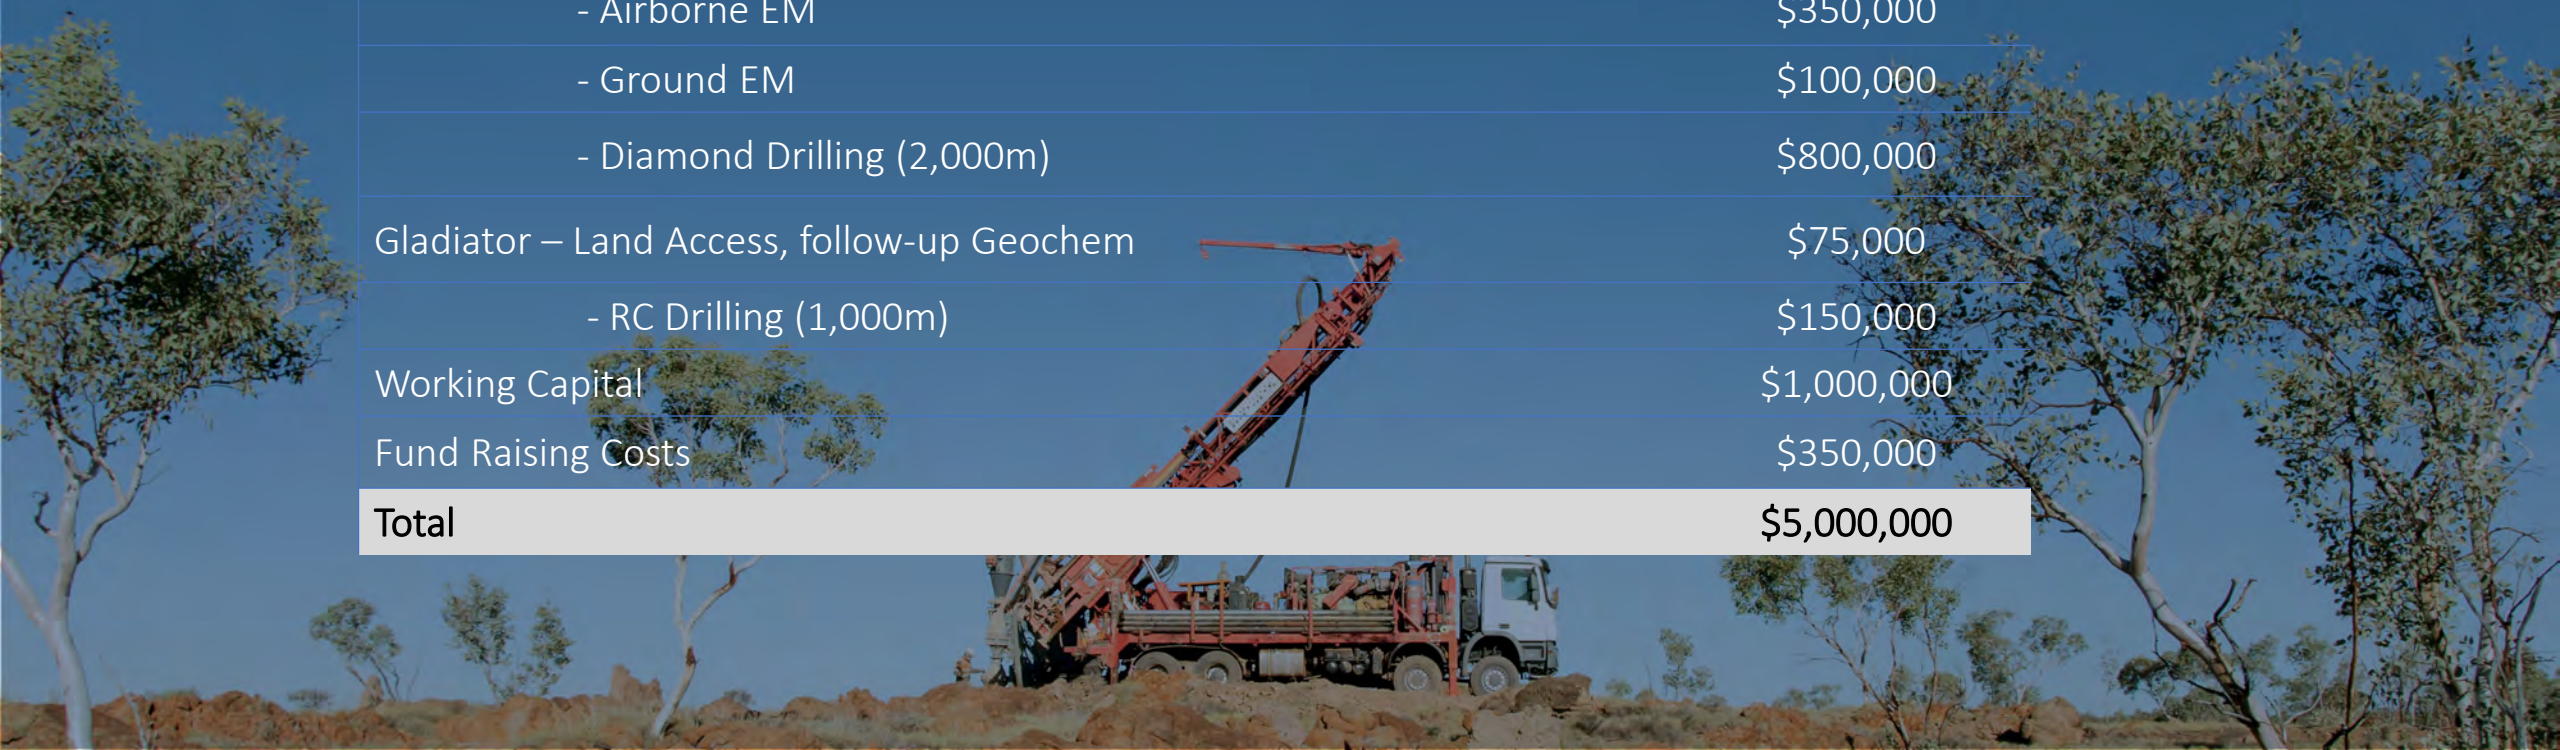 - Airborne EM $350,000
- Ground EM $100,000
- Diamond Drilling (2,000m) $800,000
Gladiator – Land Access, follow-up Geochem $75,000
- RC Drilling (1,000m) $150,000
Working Capital $1,000,000
Fund Raising Costs $350,000
Total $5,000,000